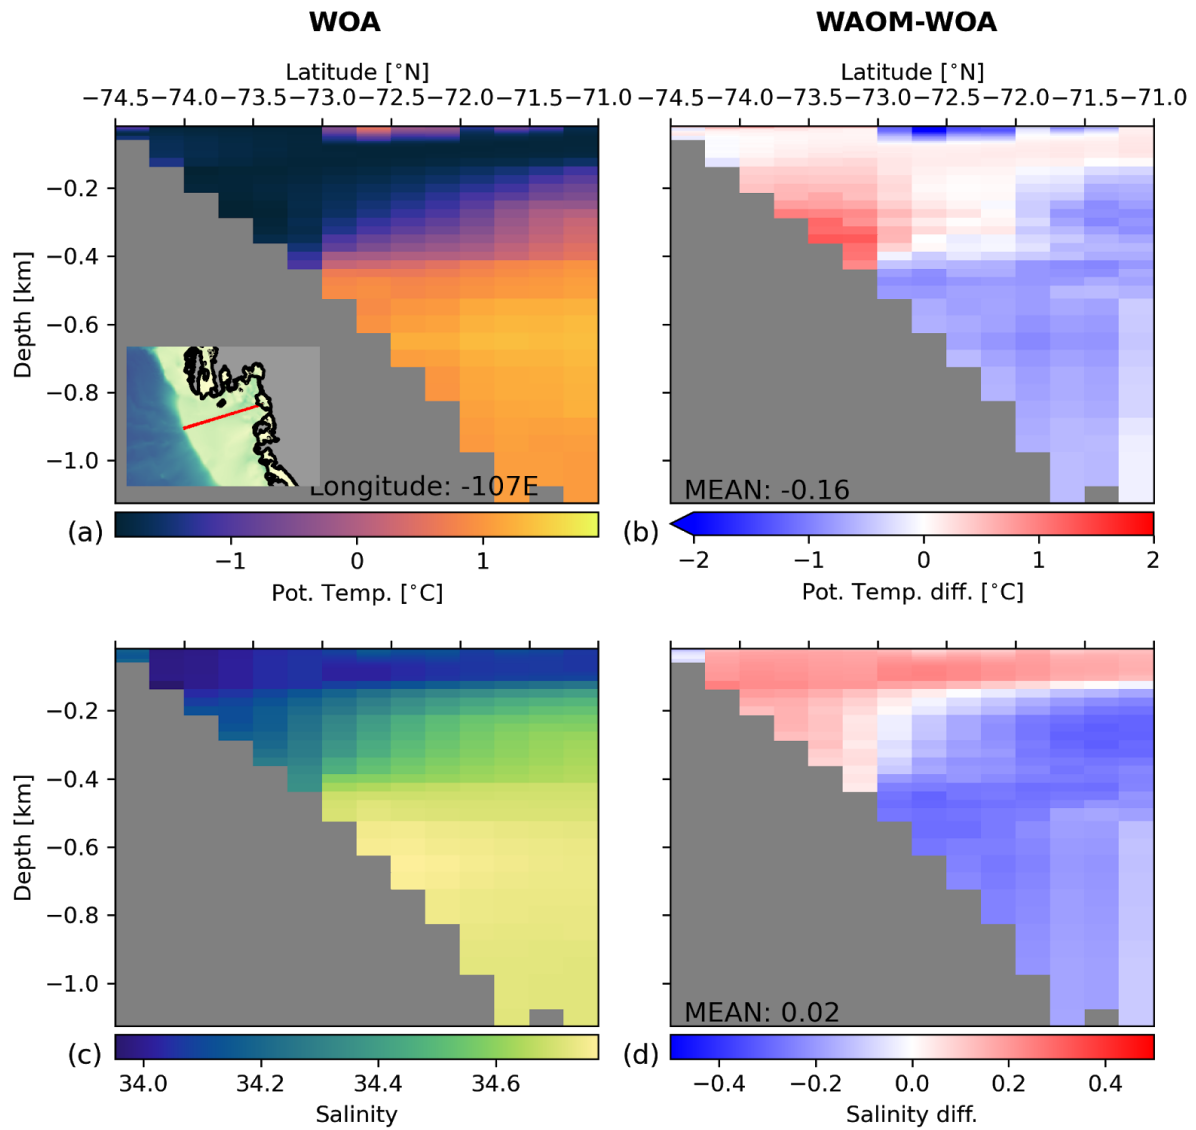 WOA
WAOM-WOA
Latitude [°N]
Latitude [°N]
−74.5 −74.0 −73.5 −73.0 −72.5 −72.0 −71.5 −71.0
−74.5 −74.0 −73.5 −73.0 −72.5 −72.0 −71.5 −71.0
Depth [km]
−0.2
−0.4
−0.6
−0.8
−1.0
Longitude: -107E
MEAN: -0.16
(a)
−1 0 1
Pot. Temp. [°C]
(b)
−2 −1 0 1 2
Pot. Temp. diff. [°C]
Depth [km]
−0.2
−0.4
−0.6
−0.8
−1.0
MEAN: 0.02
(c)
34.0 34.2 34.4 34.6
Salinity
(d)
−0.4 −0.2 0.0 0.2 0.4
Salinity diff.